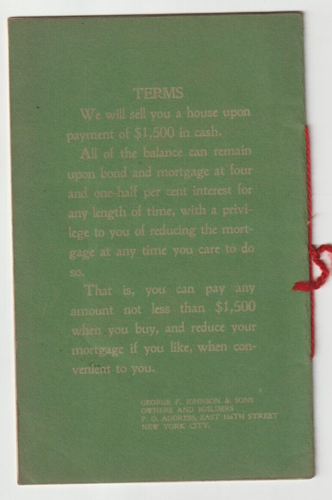 TERMS
We will sell you a house upon
payment of $1,500 in cash.
All of the balance can remain
upon bond and mortgage at four
and one-half per cent interest for
any length of time, with a privi-
lege to you of reducing the mort-
gage at any time you care to do
so.
That is, you can pay any
amount not less than $1,500
when you buy, and reduce your
mortgage if you like, when con-
venient to you.
GEORGE F. JOHNSON & SONS
OWNERS AND BUILDERS
P. O. ADDRESS, EAST STREET
NEW YORK CITY.